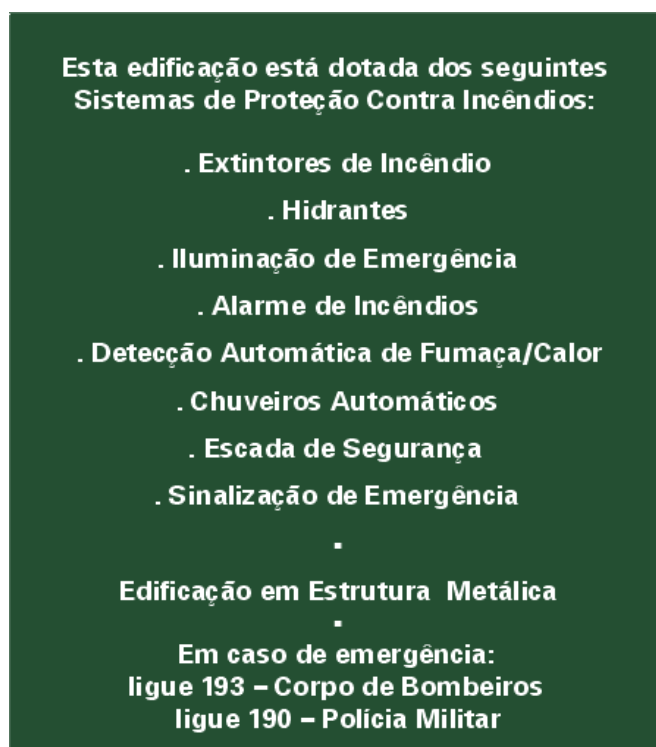 Esta edificação está dotada dos seguintes
Sistemas de Proteção Contra Incêndios:
. Extintores de Incêndio
. Hidrantes
. Iluminação de Emergência
. Alarme de Incêndios
. Detecção Automática de Fumaça/Calor
. Chuveiros Automáticos
. Escada de Segurança
. Sinalização de Emergência
.
Edificação em Estrutura Metálica
.
Em caso de emergência:
ligue 193 – Corpo de Bombeiros
ligue 190 – Polícia Militar